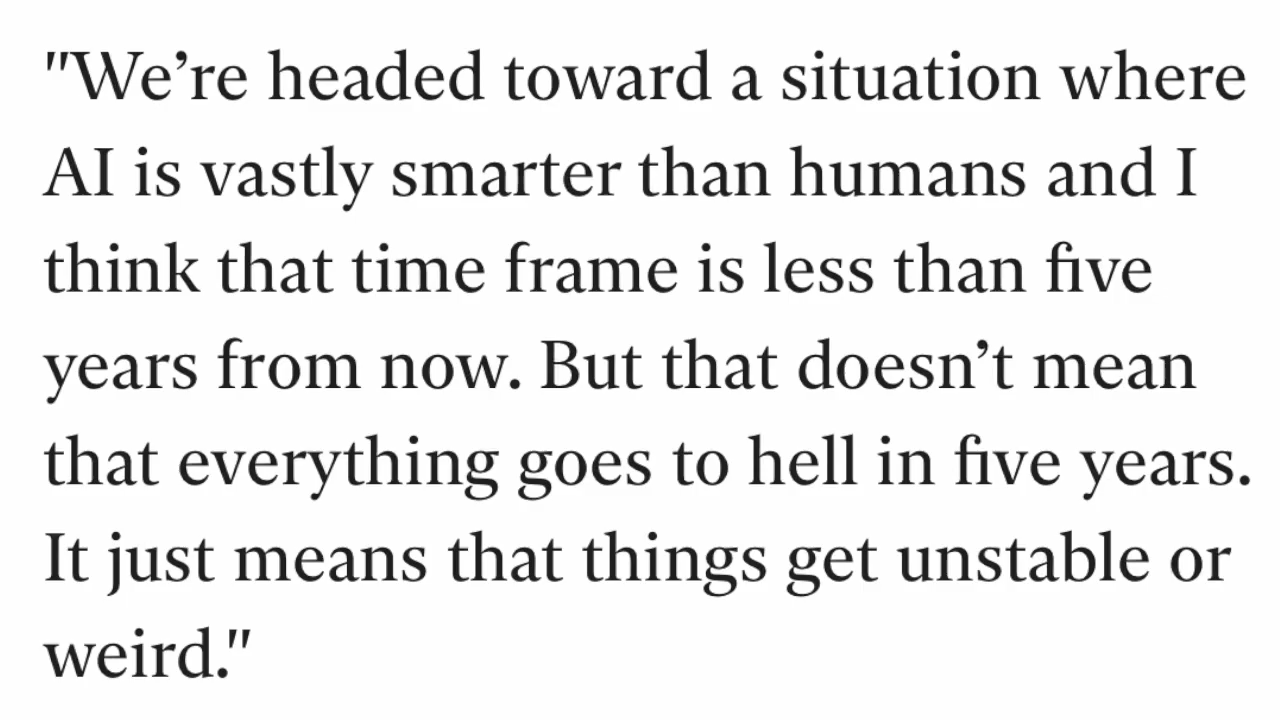 "We’re headed toward a situation where
AI is vastly smarter than humans and I
think that time frame is less than five
years from now. But that doesn’t mean
that everything goes to hell in five years.
It just means that things get unstable or
weird."